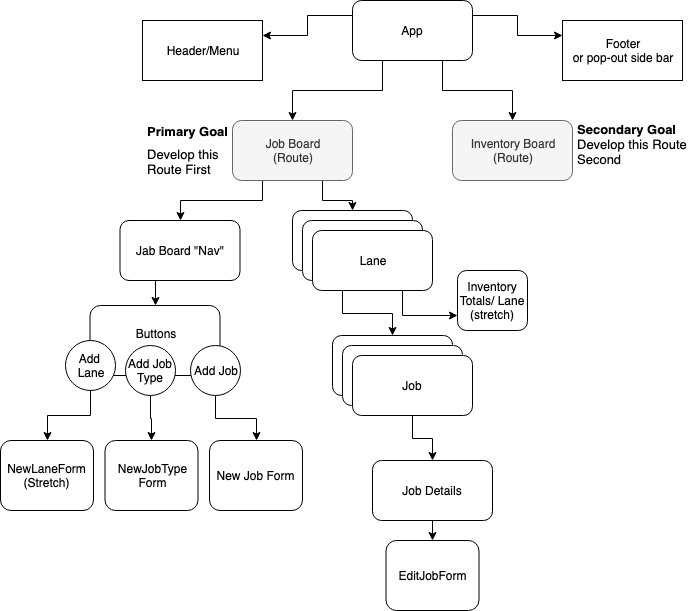 App
Header/Menu
Footer
or pop-out side bar
Primary Goal
Develop this
Route First
Job Board
(Route)
Inventory Board
(Route)
Secondary Goal
Develop this Route
Second
Jab Board "Nav"
Lane
Inventory
Totals/ Lane
(stretch)
Buttons
Add
Lane
Add Job
Type
Add Job
Job
NewLaneForm
(Stretch)
NewJobType
Form
New Job Form
Job Details
EditJobForm